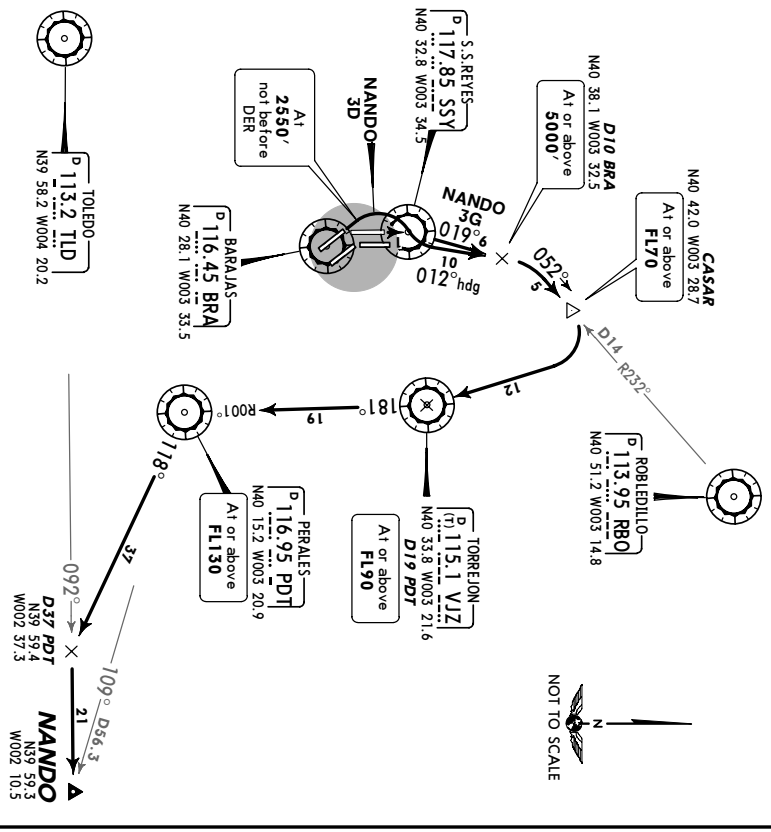 CASAR
N40 42.0 W003 28.7
At or above
FL70
D10 BRA
N40 38.1 W003 32.5
At or above
5000'
S.S.REYES
D 117.85 SSY
N40 32.8 W003 34.5
NANDO
3D
At
2550'
not before
DER
BARAJAS
D 116.45 BRA
N40 28.1 W003 33.5
TOLEDO
D 113.2 TLD
N39 58.2 W004 20.2
NANDO
3G
019°
6
10
012° hdg
052°
5
D14
R232°
ROBLEDILLO
D 113.95 RBO
N40 51.2 W003 14.8
12
TORREJON
D (T) 115.1 VJZ
N40 33.8 W003 21.6
D19 PDT
At or above
FL90
181°
19
R001°
PERALES
D 116.95 PDT
N40 15.2 W003 20.9
At or above
FL130
118°
37
092°
D37 PDT
N39 59.4
W002 37.3
109° D56.3
21
NANDO
N39 59.3
W002 10.5
N
NOT TO SCALE